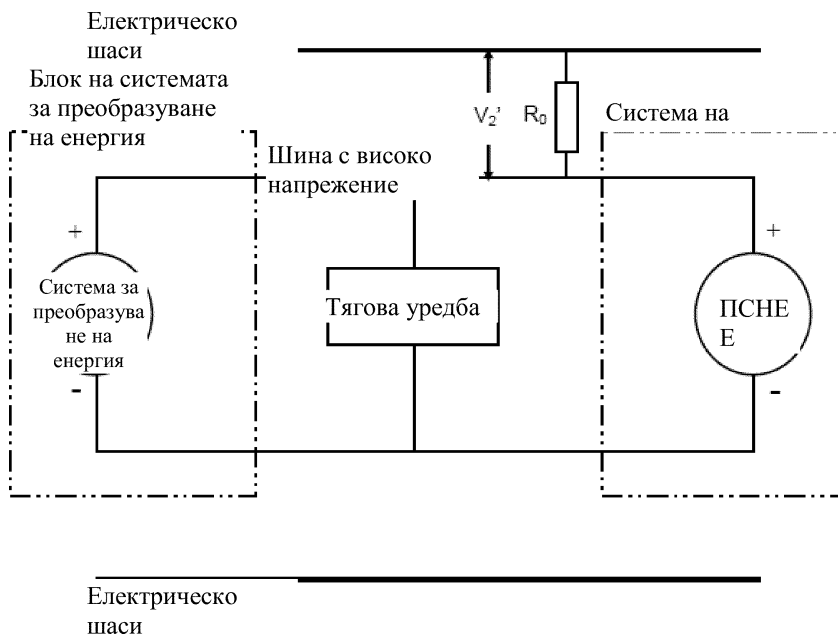 Електрическо
шаси
Блок на системата
за преобразуване
на енергия
V₂' R₀
Система на
Шина с високо
напрежение
+
+
Система за
преобразува
не на
енергия
Тягова уредба
ПСНЕ
Е
-
-
Електрическо
шаси